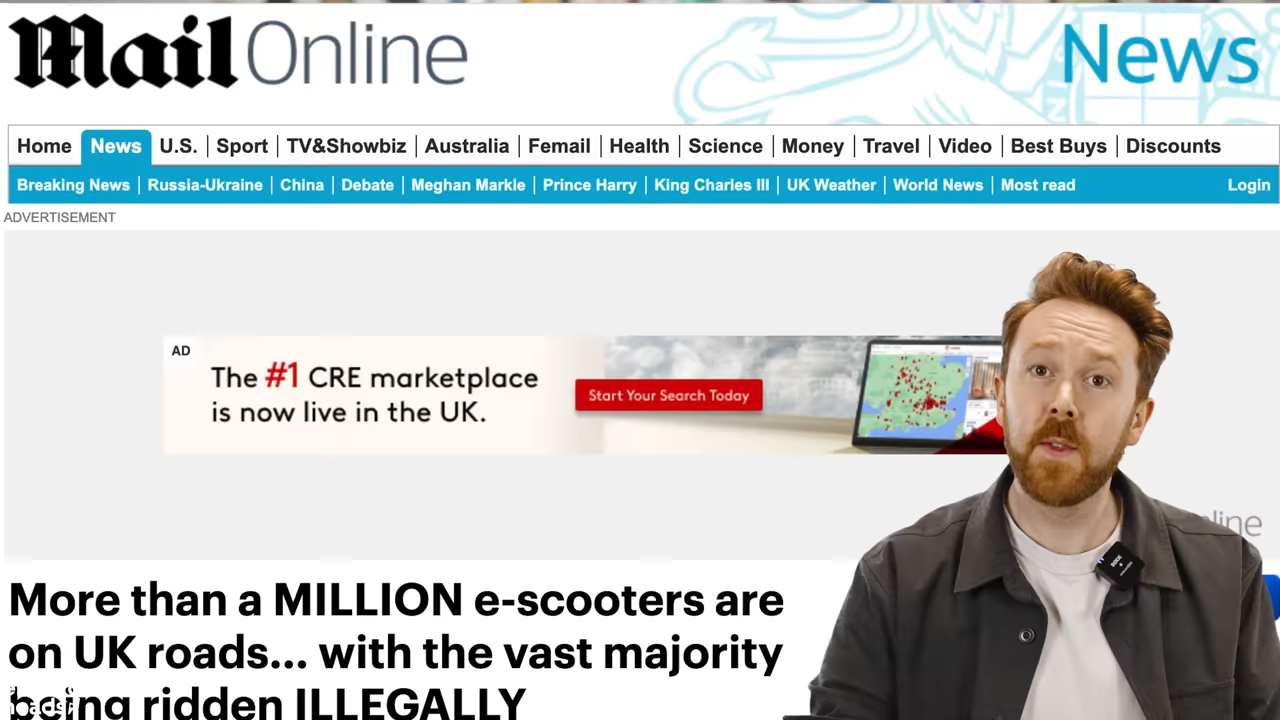 Mail Online
News
Home News U.S. Sport TV&Showbiz Australia Femail Health Science Money Travel Video Best Buys Discounts
Breaking News Russia-Ukraine China Debate Meghan Markle Prince Harry King Charles III UK Weather World News Most read Login
ADVERTISEMENT
AD
The #1 CRE marketplace
is now live in the UK.
Start Your Search Today
More than a MILLION e-scooters are
on UK roads... with the vast majority
being ridden ILLEGALLY